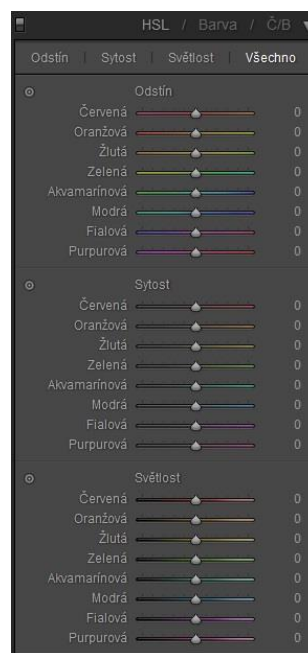 HSL / Barva / Č/B
Odstín | Sytost | Světlost | Všechno
Odstín
Červená 0
Oranžová 0
Žlutá 0
Zelená 0
Akvamarínová 0
Modrá 0
Fialová 0
Purpurová 0
Sytost
Červená 0
Oranžová 0
Žlutá 0
Zelená 0
Akvamarínová 0
Modrá 0
Fialová 0
Purpurová 0
Světlost
Červená 0
Oranžová 0
Žlutá 0
Zelená 0
Akvamarínová 0
Modrá 0
Fialová 0
Purpurová 0